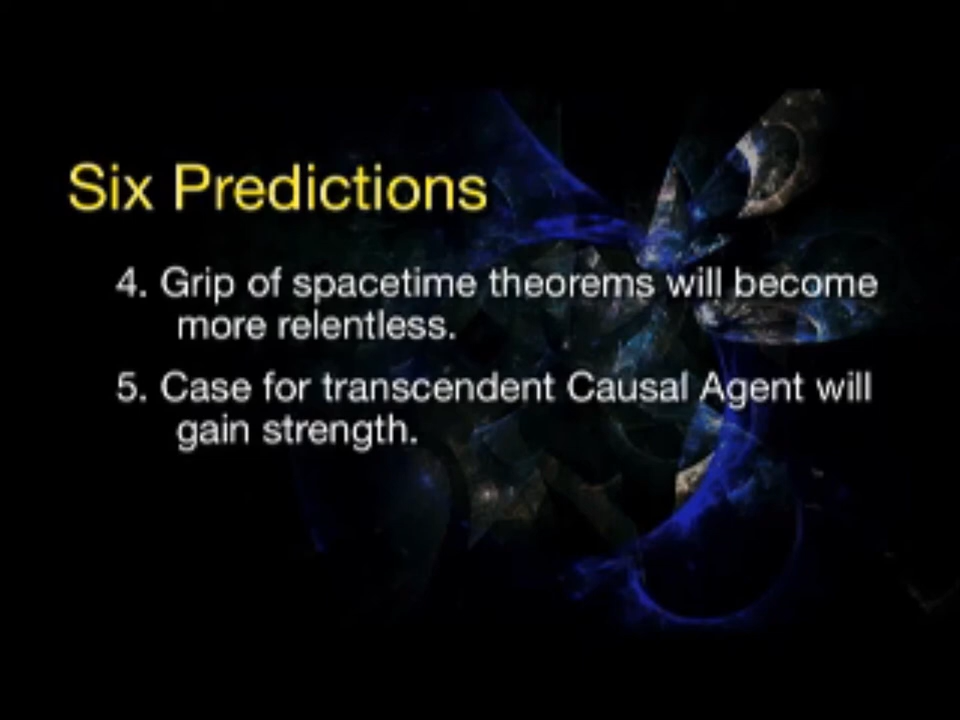 Six Predictions
4. Grip of spacetime theorems will become
more relentless.
5. Case for transcendent Causal Agent will
gain strength.